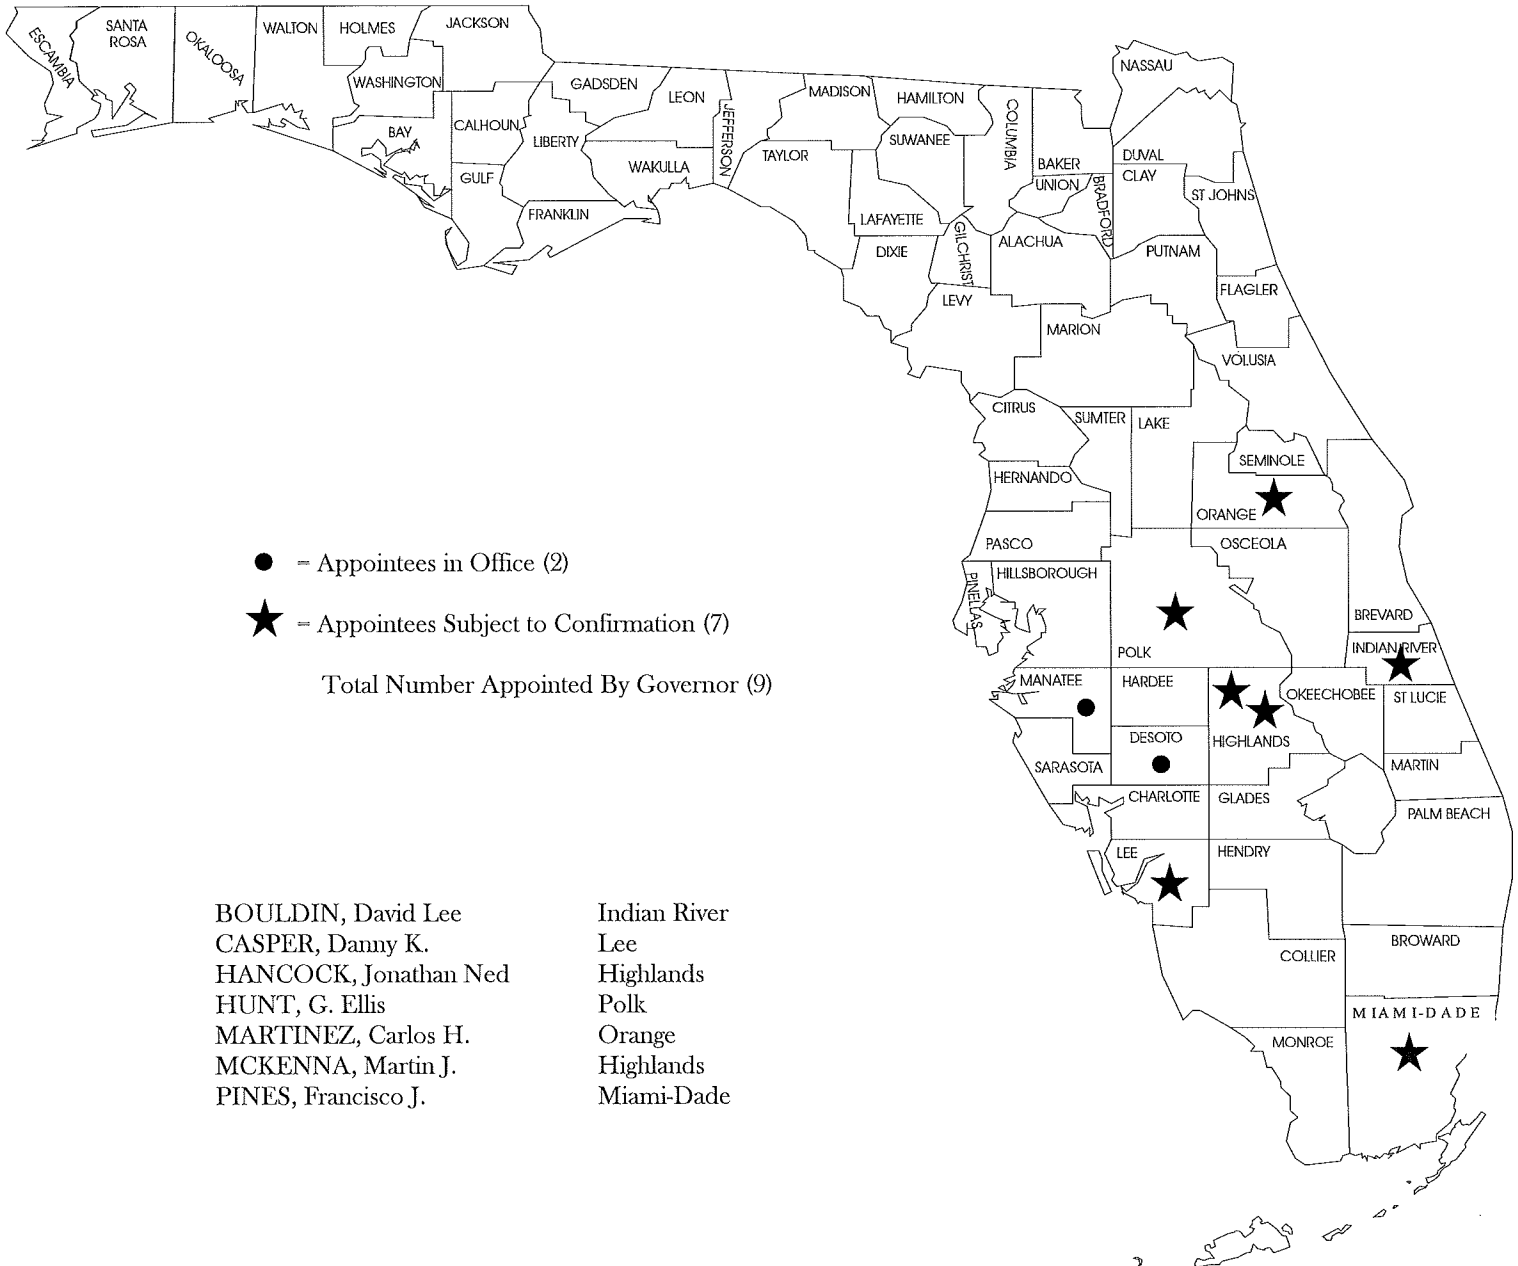 SANTA
ROSA
WALTON
HOLMES
JACKSON
ESCAMBIA
OKALOOSA
WASHINGTON
NASSAU
GADSDEN
LEON
MADISON
HAMILTON
COLUMBIA
JEFFERSON
BAY
CALHOUN
LIBERTY
SUWANEE
TAYLOR
WAKULLA
BAKER
DUVAL
GULF
UNION
BRADFORD
CLAY
ST JOHNS
FRANKLIN
LAFAYETTE
DIXIE
GILCHRIST
ALACHUA
PUTNAM
LEVY
FLAGLER
MARION
VOLUSIA
CITRUS
SUMTER
LAKE
SEMINOLE
HERNANDO
ORANGE
PASCO
OSCEOLA
= Appointees in Office (2)
HILLSBOROUGH
PINELLAS
= Appointees Subject to Confirmation (7)
BREVARD
POLK
INDIAN RIVER
Total Number Appointed By Governor (9)
MANATEE
HARDEE
OKEECHOBEE
ST LUCIE
DESOTO
HIGHLANDS
SARASOTA
MARTIN
CHARLOTTE
GLADES
PALM BEACH
LEE
HENDRY
BOULDIN, David Lee Indian River
CASPER, Danny K. Lee
HANCOCK, Jonathan Ned Highlands
HUNT, G. Ellis Polk
MARTINEZ, Carlos H. Orange
MCKENNA, Martin J. Highlands
PINES, Francisco J. Miami-Dade
BROWARD
COLLIER
MIAMI-DADE
MONROE